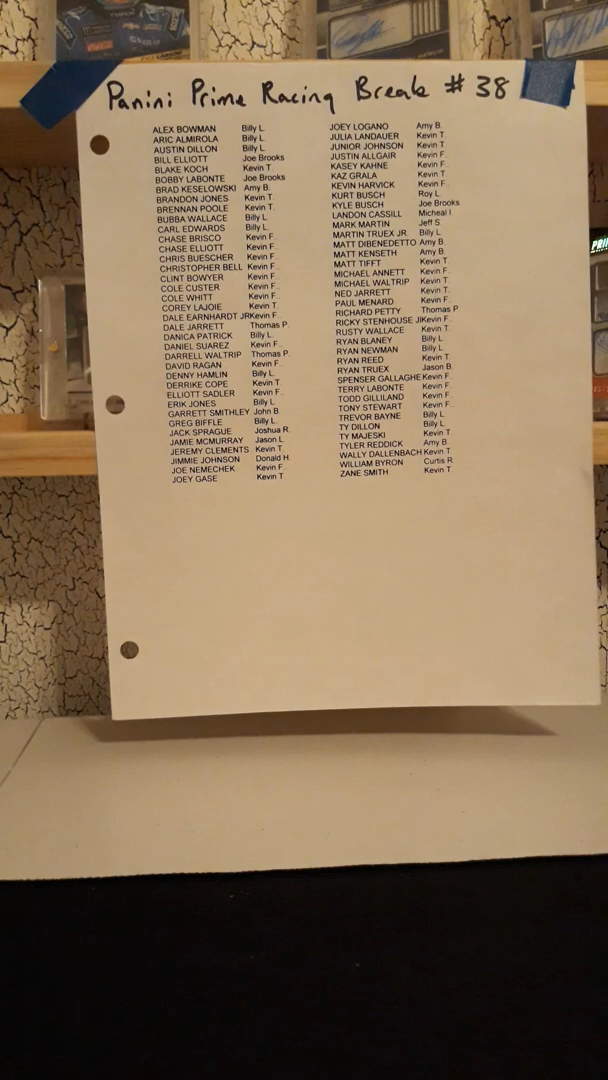 Panini Prime Racing Break # 38
ALEX BOWMAN Billy L.
ARIC ALMIROLA Billy L.
AUSTIN DILLON Billy L.
BILL ELLIOTT Joe Brooks
BLAKE KOCH Kevin T.
BOBBY LABONTE Joe Brooks
BRAD KESELOWSKI Amy B.
BRANDON JONES Kevin T.
BRENNAN POOLE Kevin T.
BUBBA WALLACE Billy L.
CARL EDWARDS Billy L.
CHASE BRISCO Kevin F.
CHASE ELLIOTT Kevin F.
CHRIS BUESCHER Kevin F.
CHRISTOPHER BELL Kevin F.
CLINT BOWYER Kevin F.
COLE CUSTER Kevin F.
COLE WHITT Kevin F.
COREY LAJOIE Kevin T.
DALE EARNHARDT JR Kevin F.
DALE JARRETT Thomas P.
DANICA PATRICK Billy L.
DANIEL SUAREZ Kevin F.
DARRELL WALTRIP Thomas P.
DAVID RAGAN Kevin F.
DENNY HAMLIN Billy L.
DERRIKE COPE Kevin T.
ELLIOTT SADLER Kevin F.
ERIK JONES Billy L.
GARRETT SMITHLEY John B.
GREG BIFFLE Billy L.
JACK SPRAGUE Joshua R.
JAMIE MCMURRAY Jason L.
JEREMY CLEMENTS Kevin T.
JIMMIE JOHNSON Donald H.
JOE NEMECHEK Kevin F.
JOEY GASE Kevin T.
JOEY LOGANO Amy B.
JULIA LANDAUER Kevin T.
JUNIOR JOHNSON Kevin T.
JUSTIN ALLGAIR Kevin F.
KASEY KAHNE Kevin F.
KAZ GRALA Kevin T.
KEVIN HARVICK Kevin F.
KURT BUSCH Roy L.
KYLE BUSCH Joe Brooks
LANDON CASSILL Micheal I
MARK MARTIN Jeff S
MARTIN TRUEX JR. Billy L.
MATT DIBENEDETTO Amy B.
MATT KENSETH Amy B.
MATT TIFFT Kevin T.
MICHAEL ANNETT Kevin F.
MICHAEL WALTRIP Kevin T.
NED JARRETT Kevin T.
PAUL MENARD Kevin F.
RICHARD PETTY Thomas P
RICKY STENHOUSE JI Kevin F.
RUSTY WALLACE Kevin T.
RYAN BLANEY Billy L.
RYAN NEWMAN Billy L.
RYAN REED Kevin T.
RYAN TRUEX Jason B.
SPENSER GALLAGHE Kevin F.
TERRY LABONTE Kevin F.
TODD GILLILAND Kevin F.
TONY STEWART Kevin F.
TREVOR BAYNE Billy L.
TY DILLON Billy L.
TY MAJESKI Kevin T.
TYLER REDDICK Amy B.
WALLY DALLENBACH Kevin T.
WILLIAM BYRON Curtis R.
ZANE SMITH Kevin T.